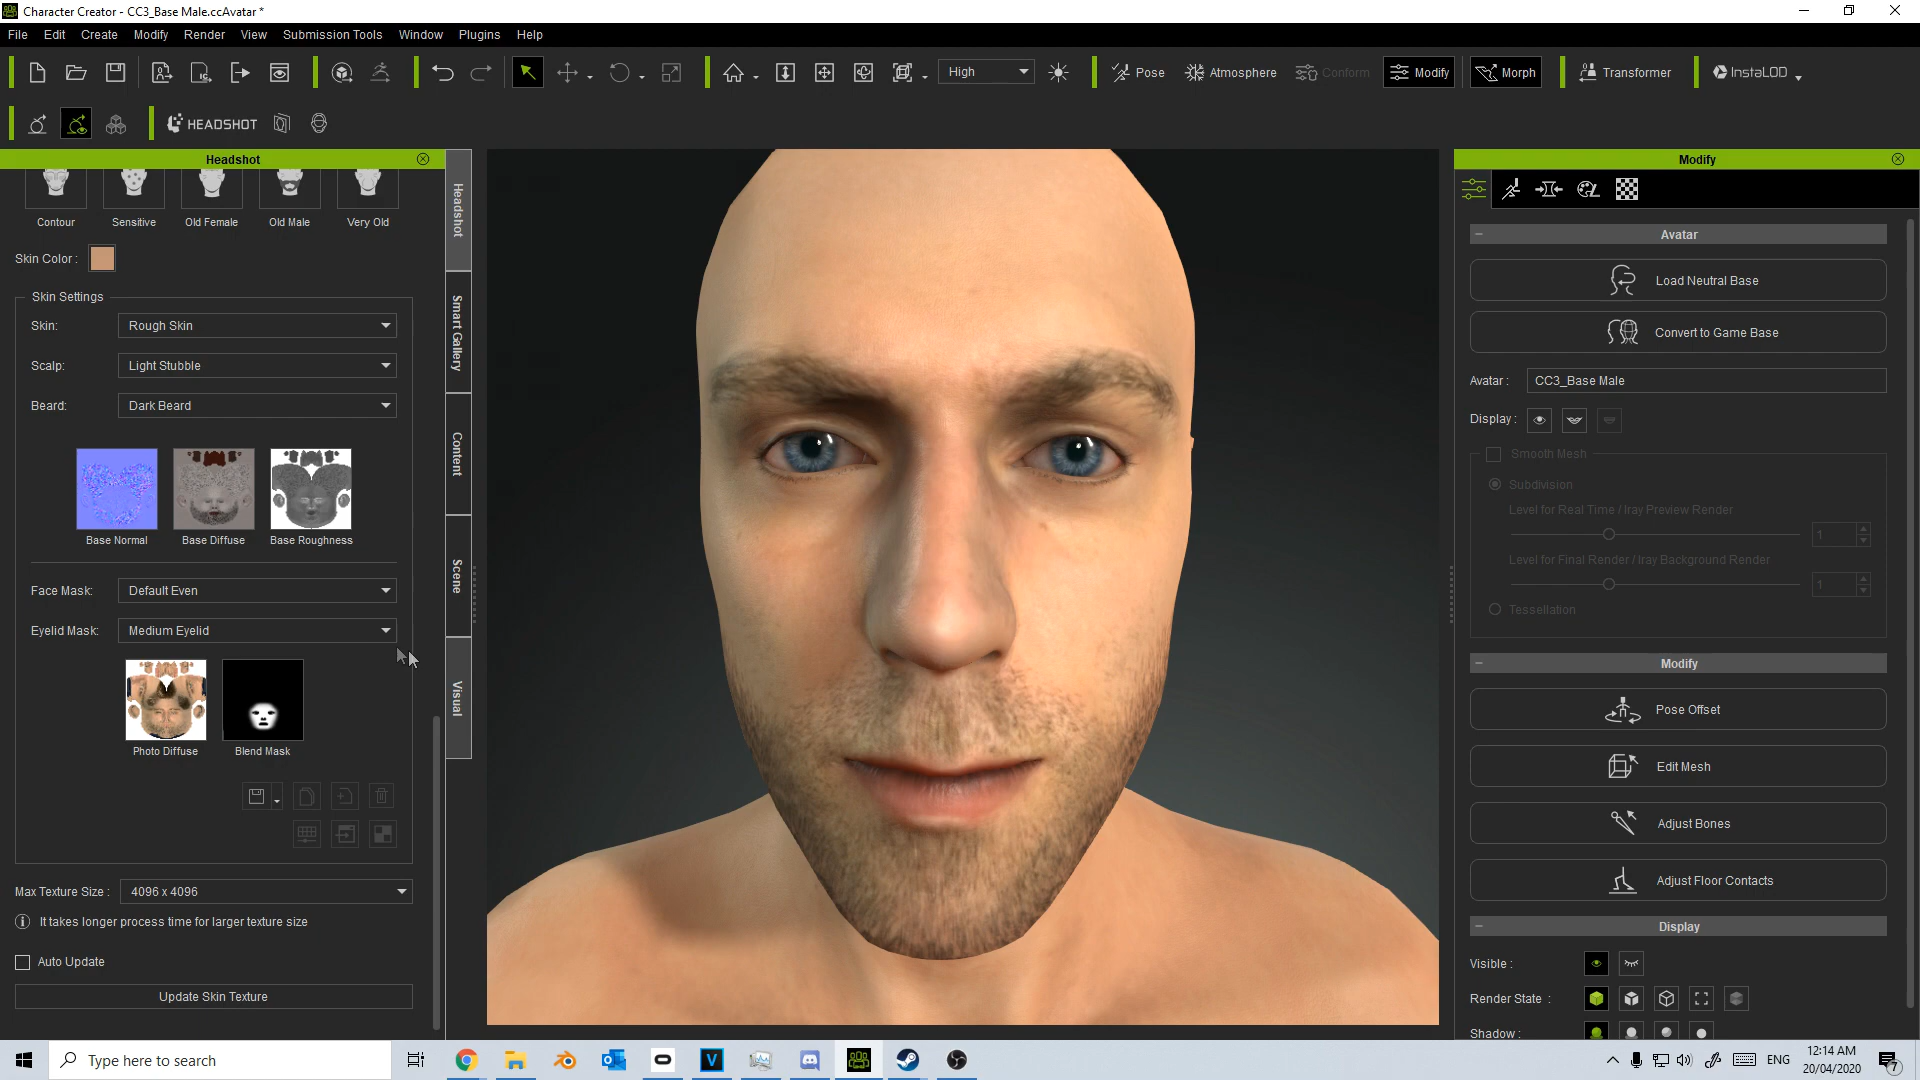 Character Creator - CC3_Base Male.ccAvatar *
File Edit Create Modify Render View Submission Tools Window Plugins Help
High Pose Atmosphere Conform Modify Morph Transformer InstaLOD
HEADSHOT
Headshot
Contour Sensitive Old Female Old Male Very Old
Skin Color :
Skin Settings
Skin: Rough Skin
Scalp: Light Stubble
Beard: Dark Beard
Base Normal Base Diffuse Base Roughness
Face Mask: Default Even
Eyelid Mask: Medium Eyelid
Photo Diffuse Blend Mask
Max Texture Size : 4096 x 4096
It takes longer process time for larger texture size
Auto Update
Update Skin Texture
Headshot
Smart Gallery
Content
Scene
Visual
Modify
Avatar
Load Neutral Base
Convert to Game Base
Avatar : CC3_Base Male
Display :
Smooth Mesh
Subdivision
Level for Real Time / Iray Preview Render
1
Level for Final Render / Iray Background Render
1
Tessellation
Modify
Pose Offset
Edit Mesh
Adjust Bones
Adjust Floor Contacts
Display
Visible :
Render State :
Shadow :
Type here to search
ENG
12:14 AM
20/04/2020
7